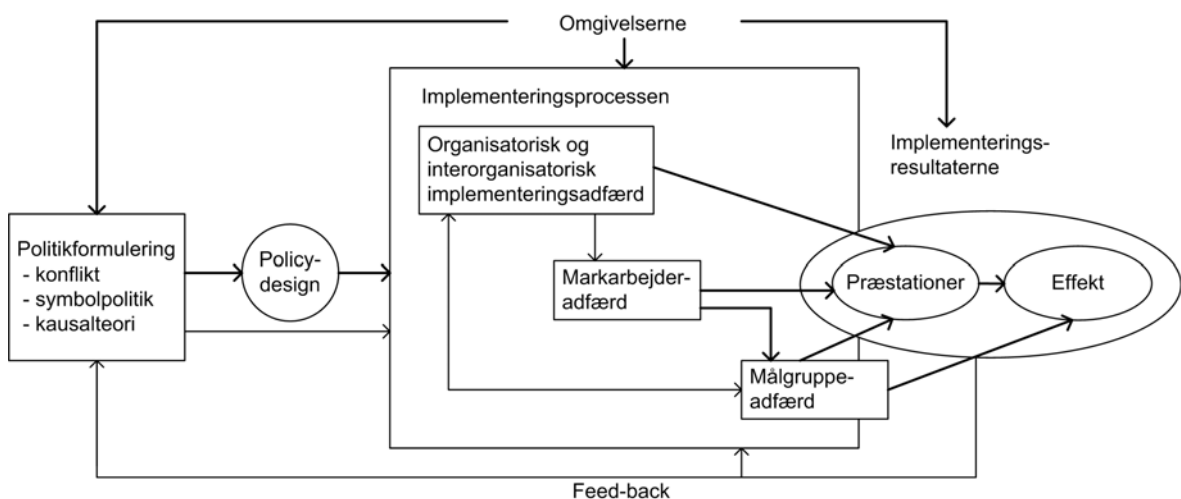 Omgivelserne
Implementeringsprocessen
Organisatorisk og
interorganisatorisk
implementeringsadfærd
Implementerings-
resultaterne
Politikformulering
- konflikt
- symbolpolitik
- kausalteori
Policy-
design
Markarbejder-
adfærd
Præstationer
Effekt
Målgruppe-
adfærd
Feed-back